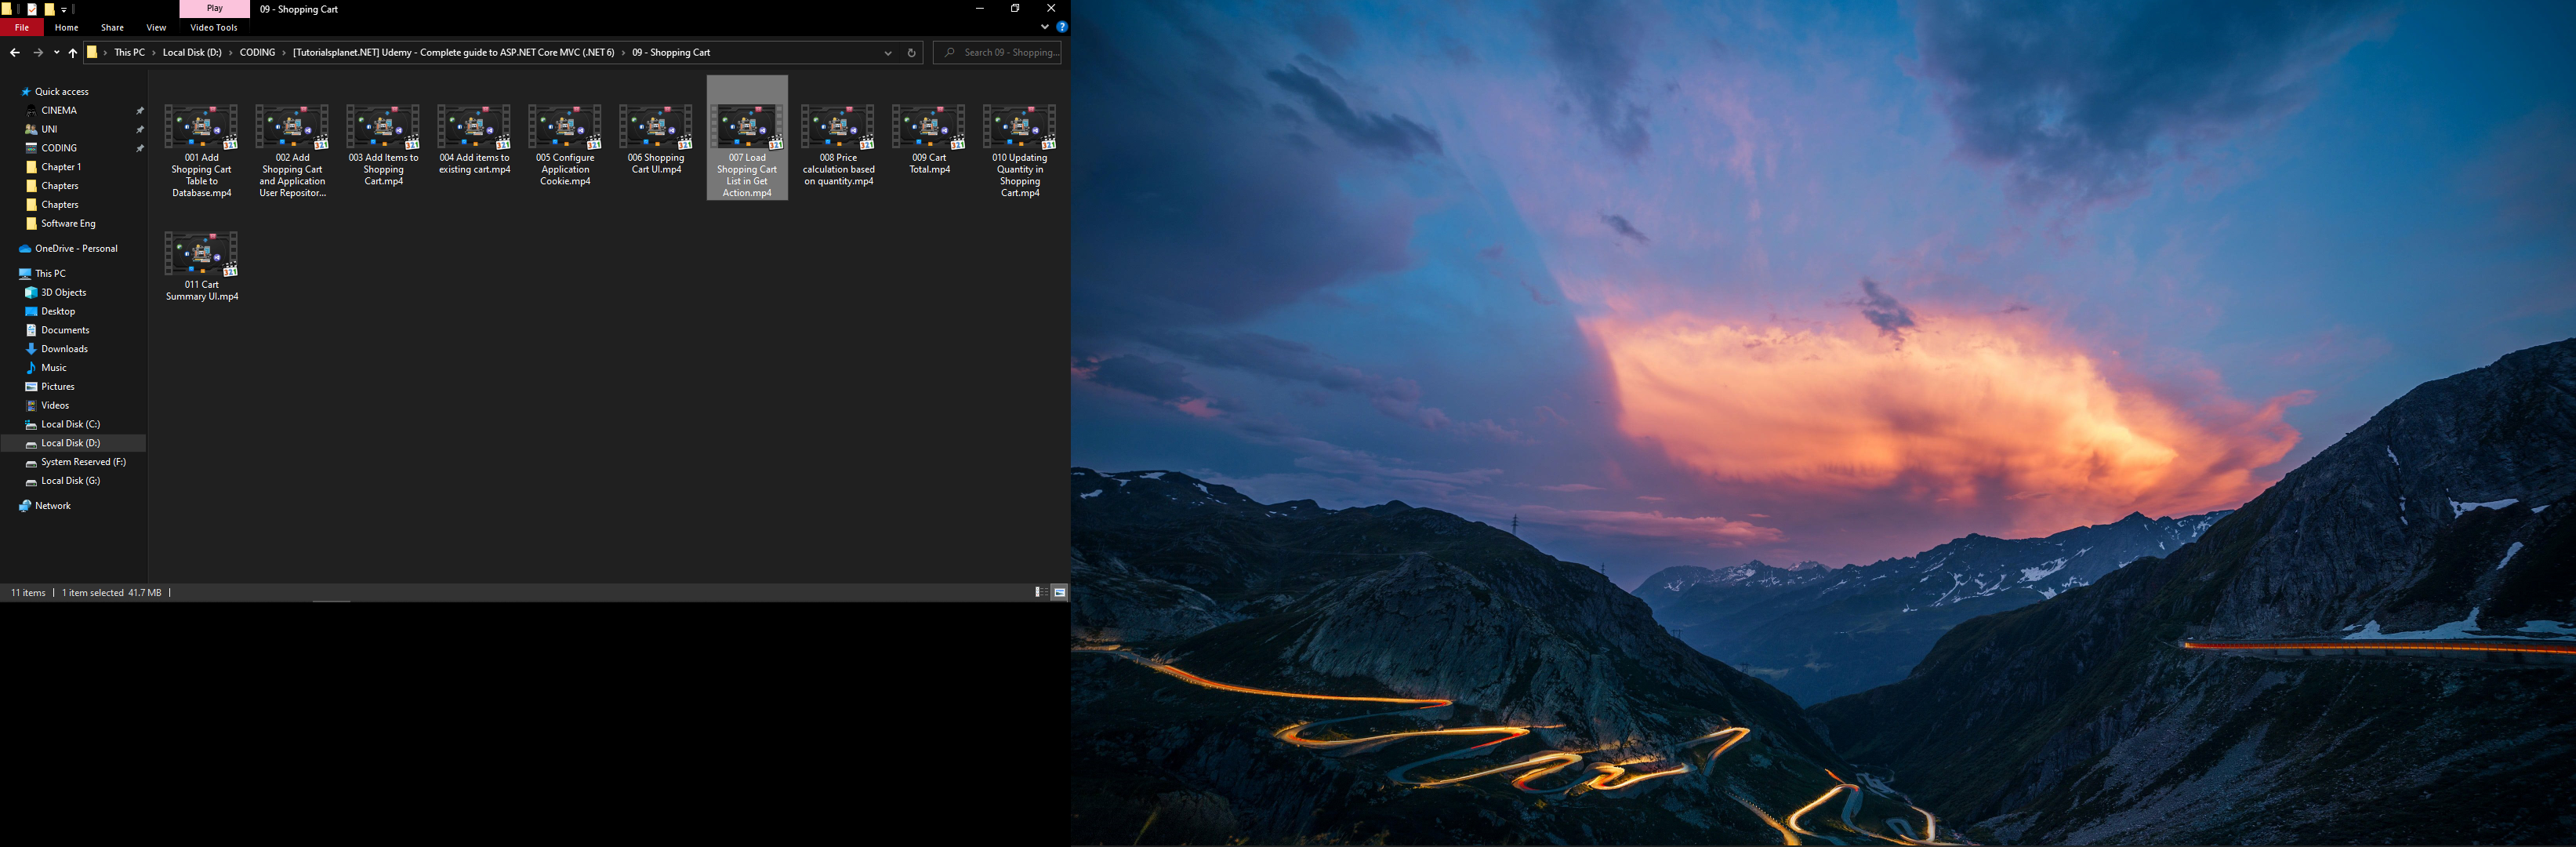 Play
09 - Shopping Cart
File
Home
Share
View
Video Tools
This PC
Local Disk (D:)
CODING
[Tutorialsplanet.NET] Udemy - Complete guide to ASP.NET Core MVC (.NET 6)
09 - Shopping Cart
Search 09 - Shopping...
Quick access
CINEMA
UNI
CODING
Chapter 1
Chapters
Chapters
Software Eng
OneDrive - Personal
This PC
3D Objects
Desktop
Documents
Downloads
Music
Pictures
Videos
Local Disk (C:)
Local Disk (D:)
System Reserved (F:)
Local Disk (G:)
Network
001 Add
Shopping Cart
Table to
Database.mp4
002 Add
Shopping Cart
and Application
User Repositor...
003 Add Items to
Shopping
Cart.mp4
004 Add items to
existing cart.mp4
005 Configure
Application
Cookie.mp4
006 Shopping
Cart UI.mp4
007 Load
Shopping Cart
List in Get
Action.mp4
008 Price
calculation based
on quantity.mp4
009 Cart
Total.mp4
010 Updating
Quantity in
Shopping
Cart.mp4
011 Cart
Summary UI.mp4
11 items
1 item selected 41.7 MB